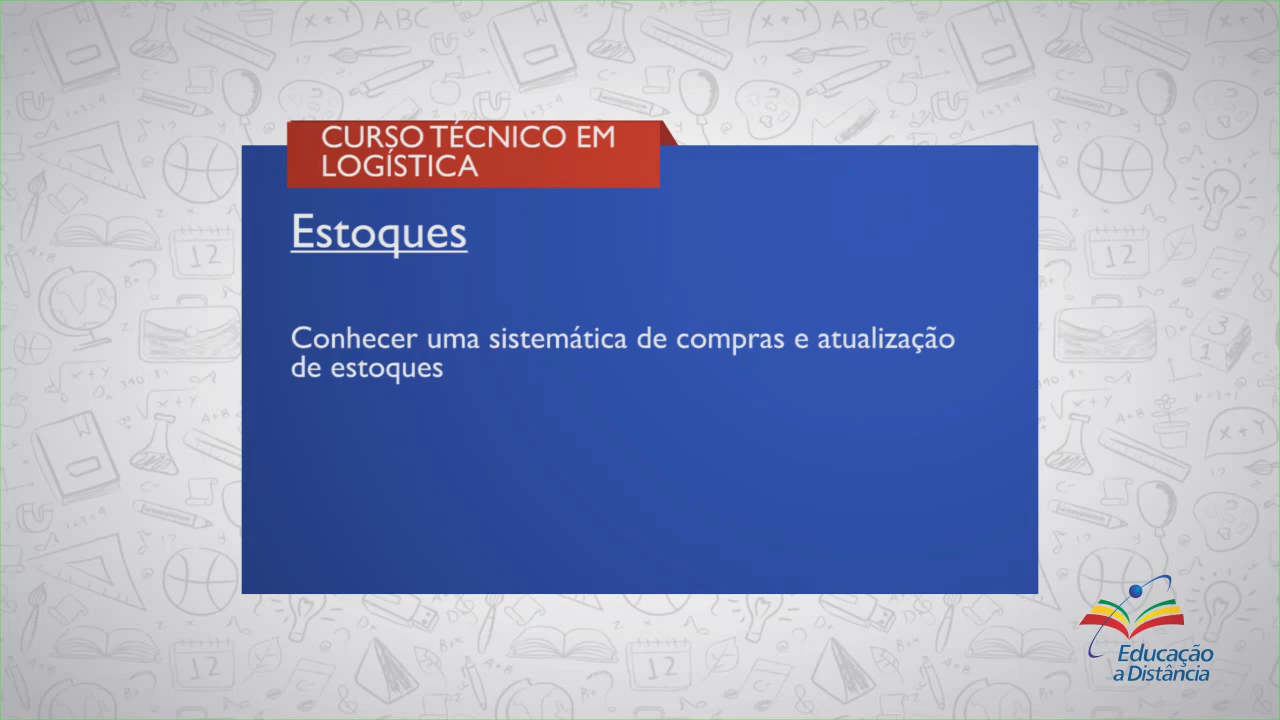 CURSO TÉCNICO EM
LOGÍSTICA
Estoques
Conhecer uma sistemática de compras e atualização
de estoques
Educação
a Distância